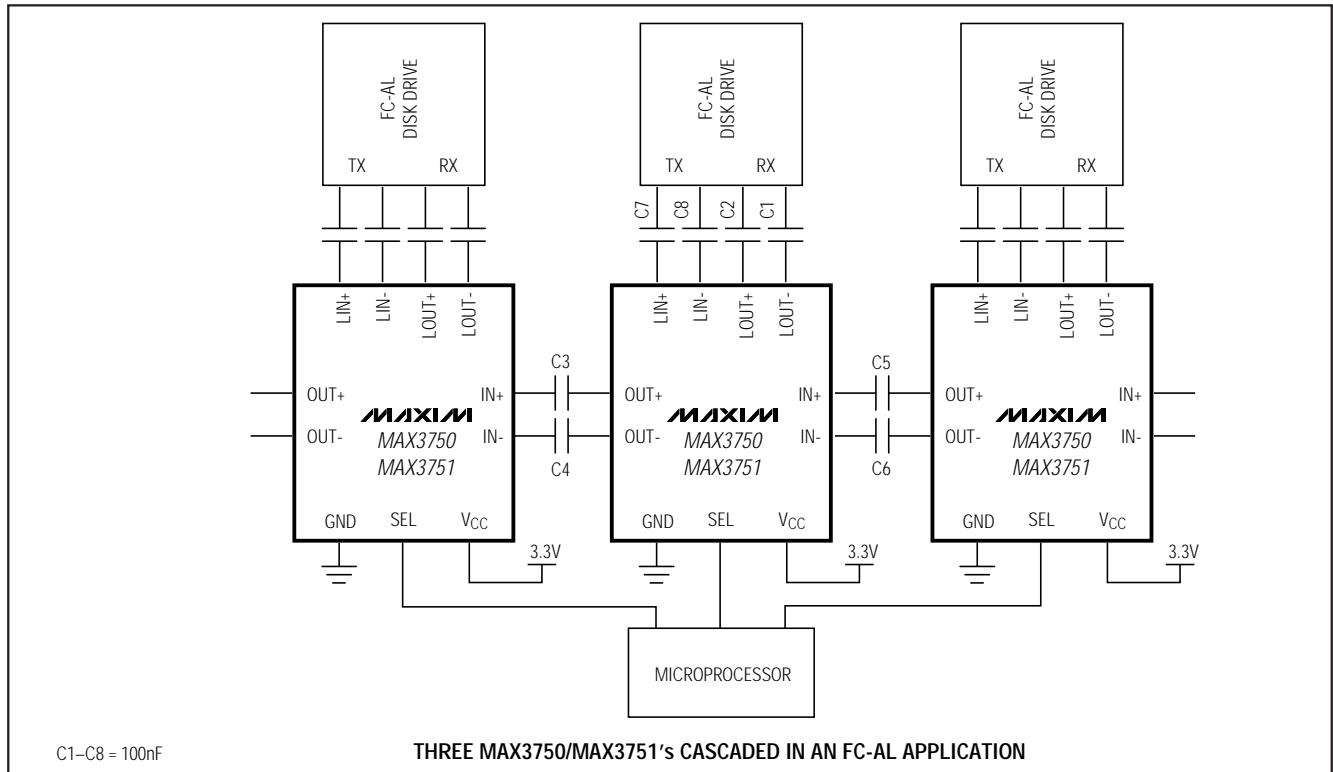 FC-AL
DISK DRIVE
TX RX
FC-AL
DISK DRIVE
TX RX
FC-AL
DISK DRIVE
TX RX
C7 C8 C2 C1
LIN+ LIN- LOUT+ LOUT-
LIN+ LIN- LOUT+ LOUT-
LIN+ LIN- LOUT+ LOUT-
OUT+ IN+
MAXIM
OUT- IN-
MAX3750
MAX3751
GND SEL VCC
3.3V
C3
C4
OUT+ IN+
MAXIM
OUT- IN-
MAX3750
MAX3751
GND SEL VCC
3.3V
C5
C6
OUT+ IN+
MAXIM
OUT- IN-
MAX3750
MAX3751
GND SEL VCC
3.3V
MICROPROCESSOR
C1–C8 = 100nF
THREE MAX3750/MAX3751's CASCADED IN AN FC-AL APPLICATION